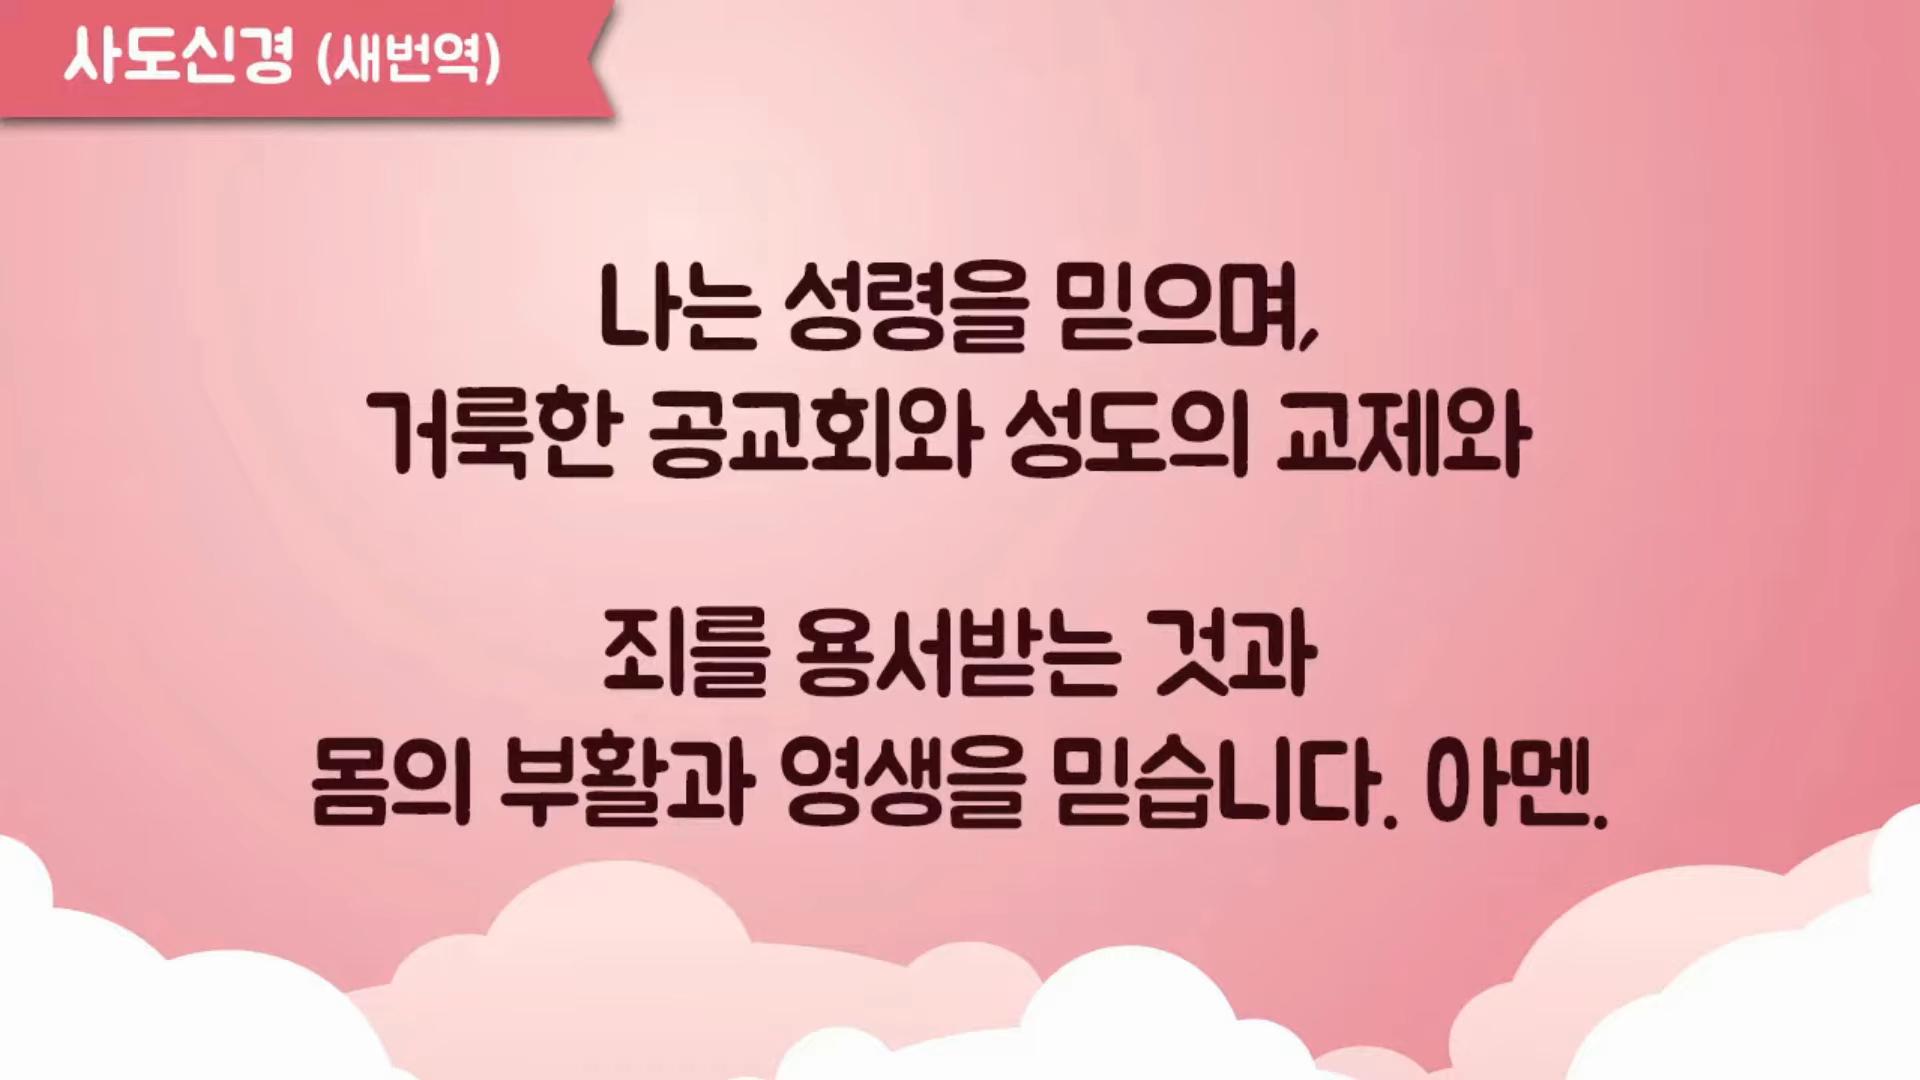 사도신경 (새번역)
나는 성령을 믿으며,
거룩한 공교회와 성도의 교제와
죄를 용서받는 것과
몸의 부활과 영생을 믿습니다. 아멘.